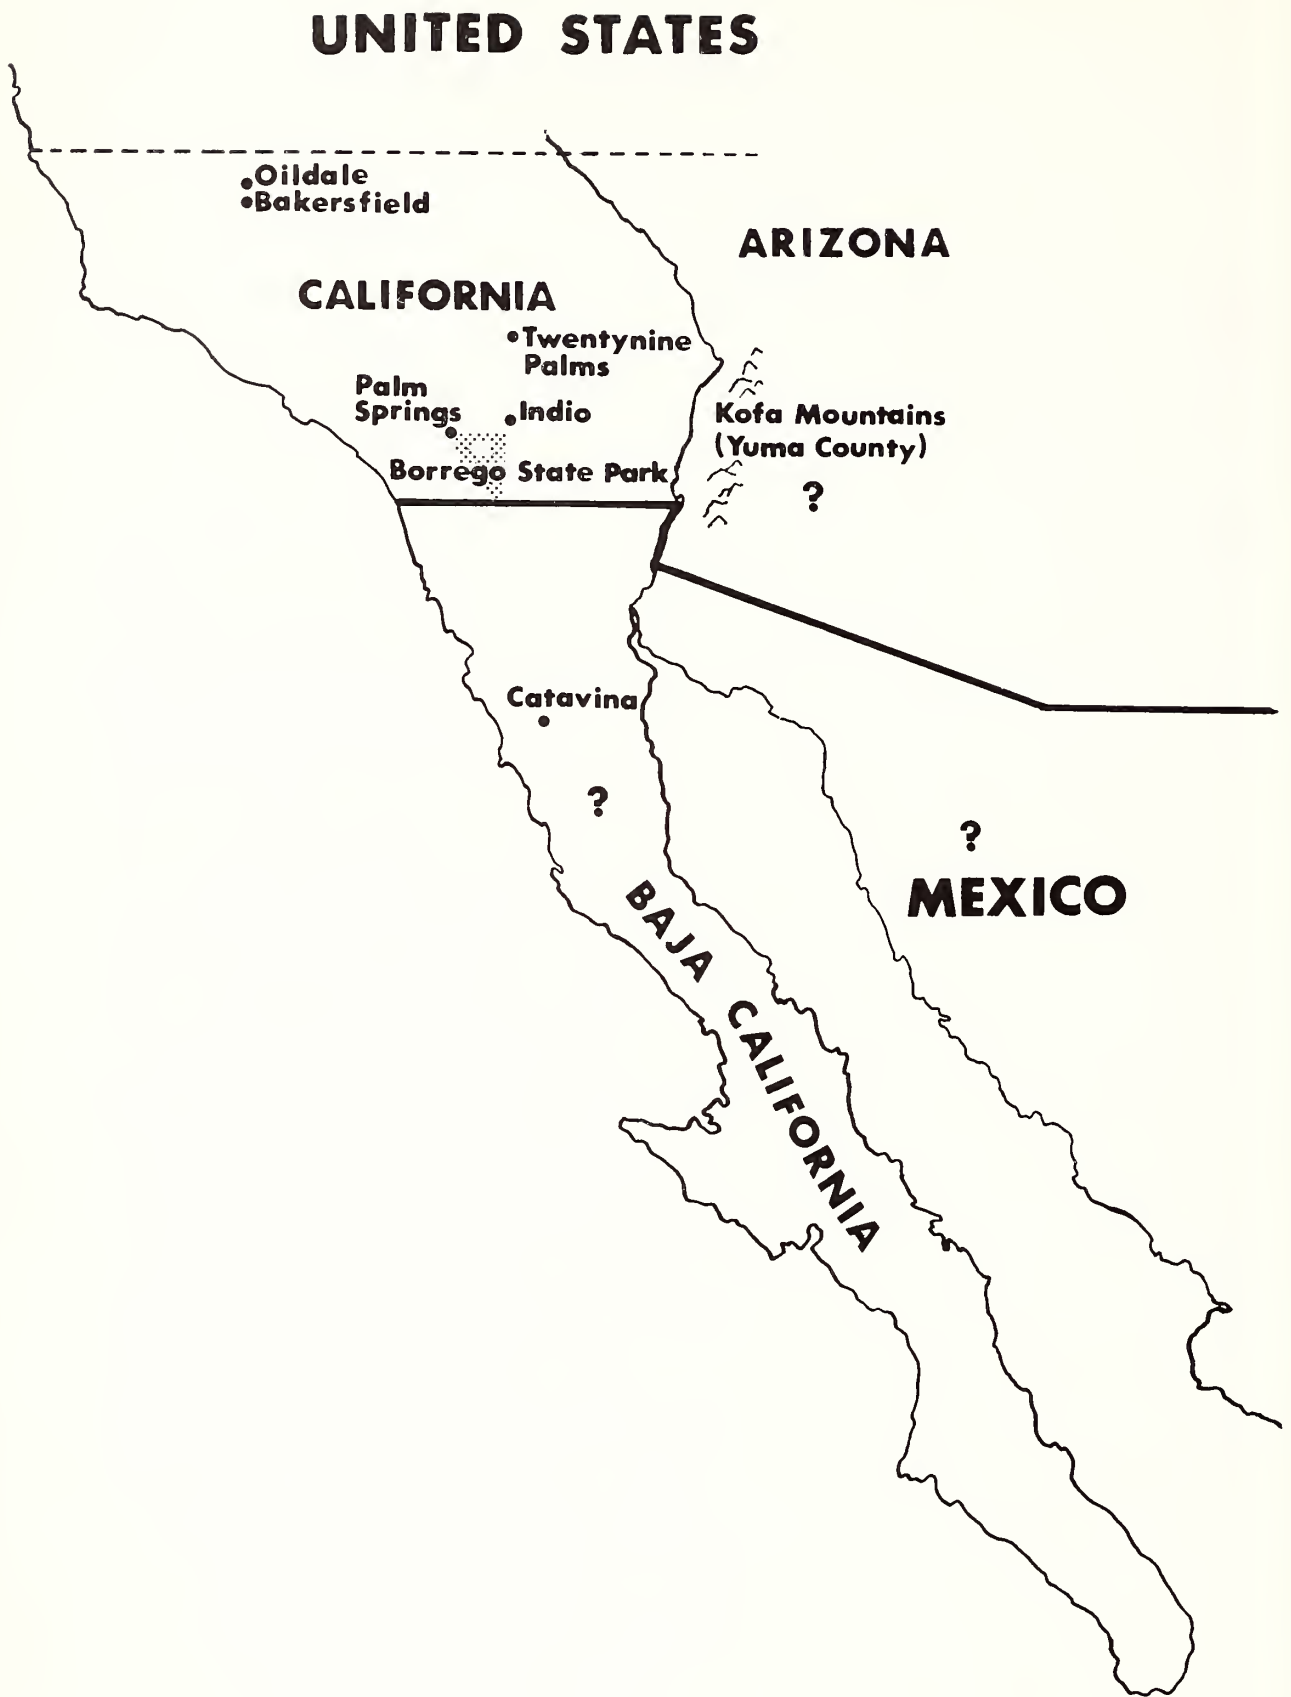 UNITED STATES
Oildale
Bakersfield
ARIZONA
CALIFORNIA
Twentynine
Palms
Palm
Springs
Indio
Kofa Mountains
(Yuma County)
Borrego State Park
?
Catavina
?
?
MEXICO
BAJA CALIFORNIA